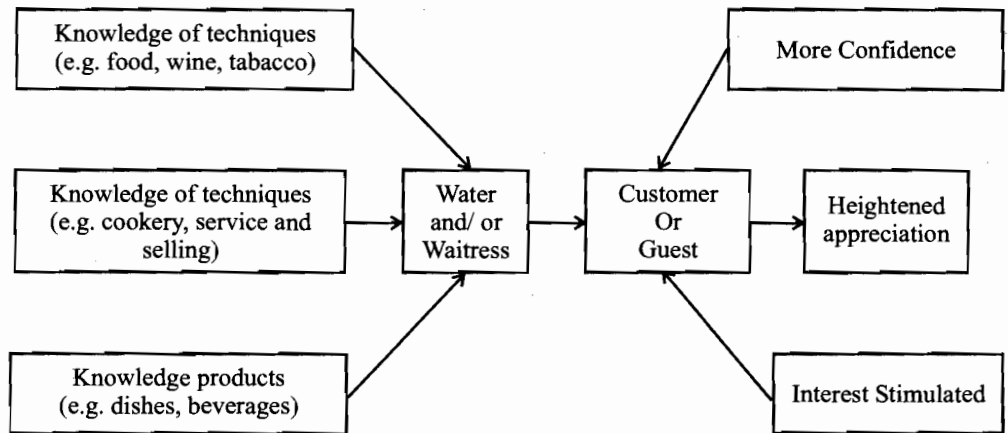 Knowledge of techniques
(e.g. food, wine, tabacco)
More Confidence
Knowledge of techniques
(e.g. cookery, service and
selling)
Water
and/ or
Waitress
Customer
Or
Guest
Heightened
appreciation
Knowledge products
(e.g. dishes, beverages)
Interest Stimulated